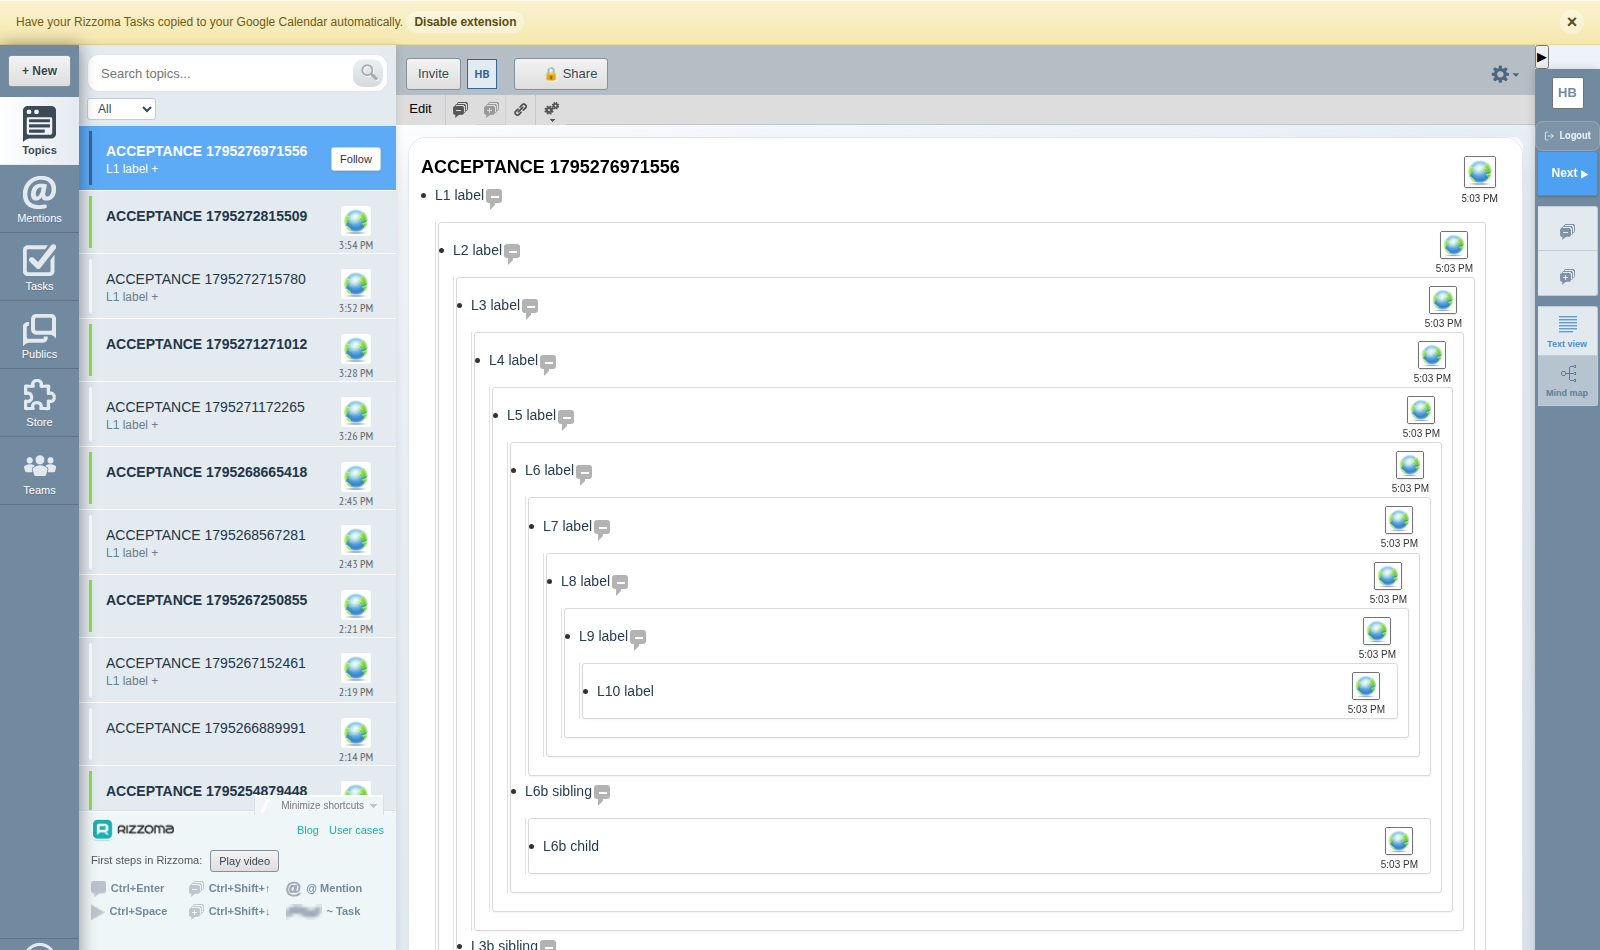 Have your Rizzoma Tasks copied to your Google Calendar automatically. Disable extension ×
+ New
Topics
Mentions
Tasks
Publics
Store
Teams
Search topics...
All
ACCEPTANCE 1795276971556
L1 label +
Follow
ACCEPTANCE 1795272815509
3:54 PM
ACCEPTANCE 1795272715780
L1 label +
3:52 PM
ACCEPTANCE 1795271271012
3:28 PM
ACCEPTANCE 1795271172265
L1 label +
3:26 PM
ACCEPTANCE 1795268665418
2:45 PM
ACCEPTANCE 1795268567281
L1 label +
2:43 PM
ACCEPTANCE 1795267250855
2:21 PM
ACCEPTANCE 1795267152461
L1 label +
2:19 PM
ACCEPTANCE 1795266889991
2:14 PM
ACCEPTANCE 1795254879448
Minimize shortcuts
RIZZOMA
Blog User cases
First steps in Rizzoma: Play video
Ctrl+Enter Ctrl+Shift+↑ @ Mention
Ctrl+Space Ctrl+Shift+↓ ~ Task
Invite HB Share
Edit
ACCEPTANCE 1795276971556
L1 label
5:03 PM
L2 label
5:03 PM
L3 label
5:03 PM
L4 label
5:03 PM
L5 label
5:03 PM
L6 label
5:03 PM
L7 label
5:03 PM
L8 label
5:03 PM
L9 label
5:03 PM
L10 label
5:03 PM
L6b sibling
L6b child
5:03 PM
L3b sibling
HB
Logout
Next
Text view
Mind map